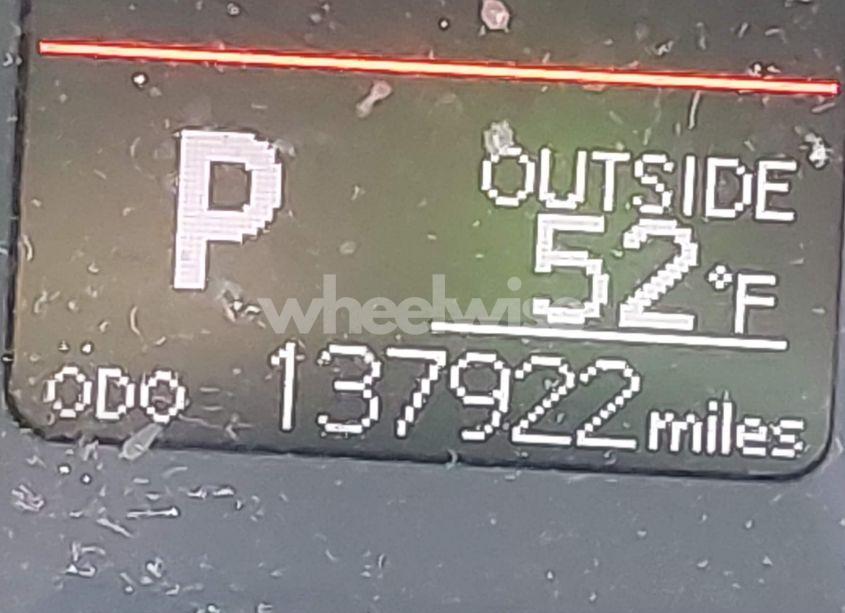 P
OUTSIDE
52°F
wheelwise
ODO 137922 miles